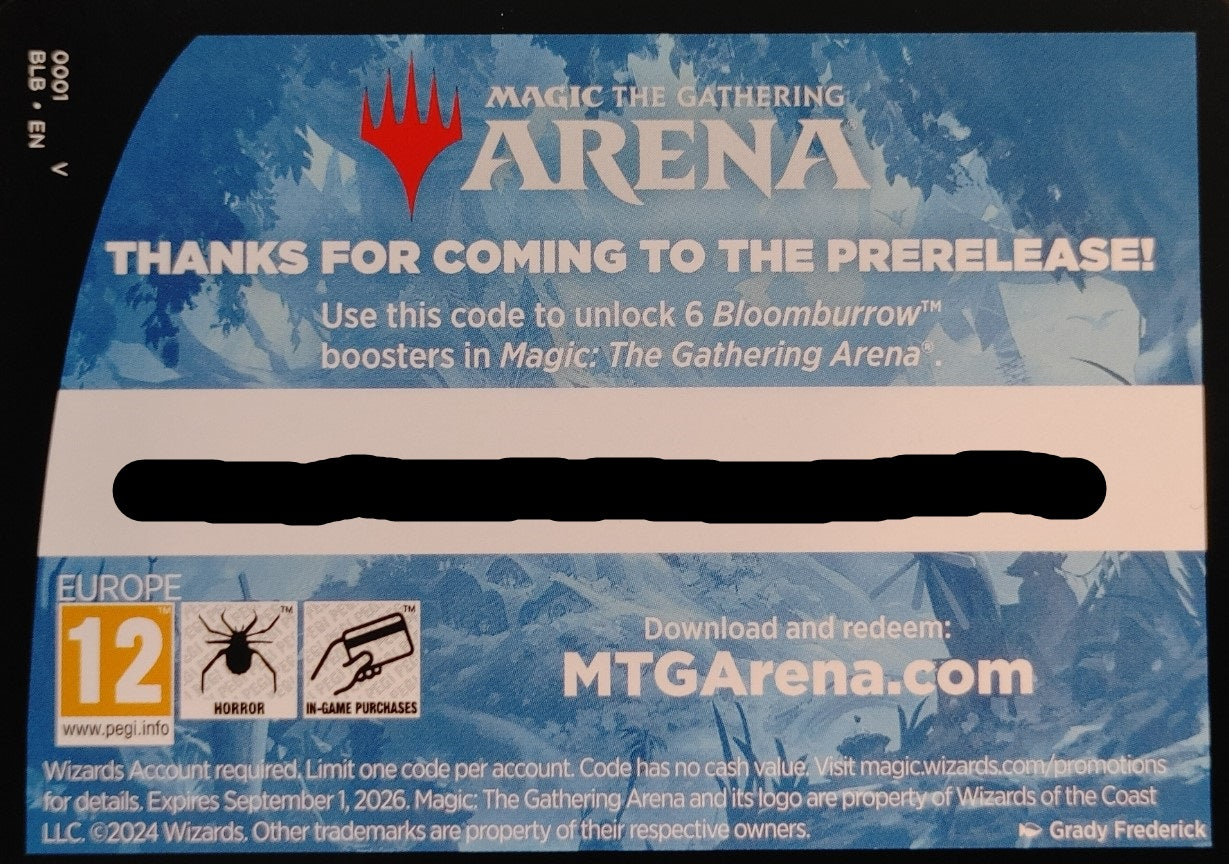 0001 V
BLB • EN
MAGIC THE GATHERING
ARENA
THANKS FOR COMING TO THE PRERELEASE!
Use this code to unlock 6 Bloomburrow™
boosters in Magic: The Gathering Arena®.
EUROPE
12™
www.pegi.info
™
HORROR
™
IN-GAME PURCHASES
Download and redeem:
MTGArena.com
Wizards Account required. Limit one code per account. Code has no cash value. Visit magic.wizards.com/promotions
for details. Expires September 1, 2026. Magic: The Gathering Arena and its logo are property of Wizards of the Coast
LLC. ©2024 Wizards. Other trademarks are property of their respective owners.
Grady Frederick